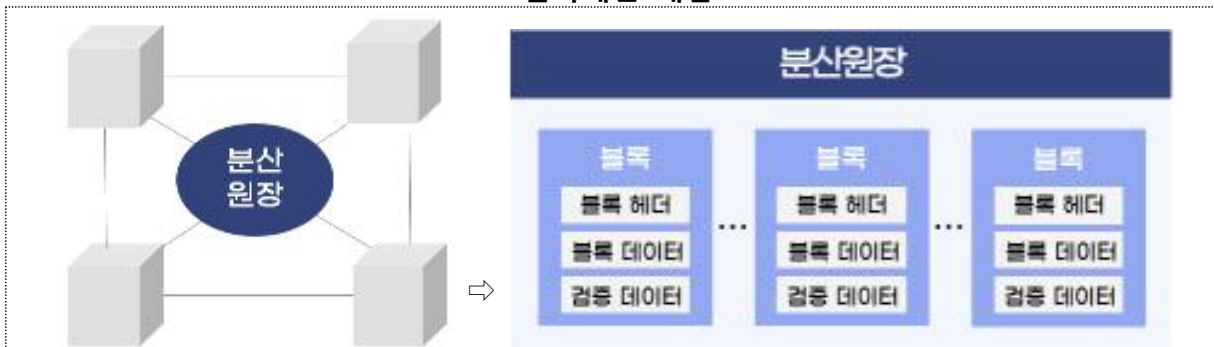 분산
원장
분산원장
블록 블록 블록
블록 헤더 블록 헤더 블록 헤더
... ...
블록 데이터 블록 데이터 블록 데이터
검증 데이터 검증 데이터 검증 데이터